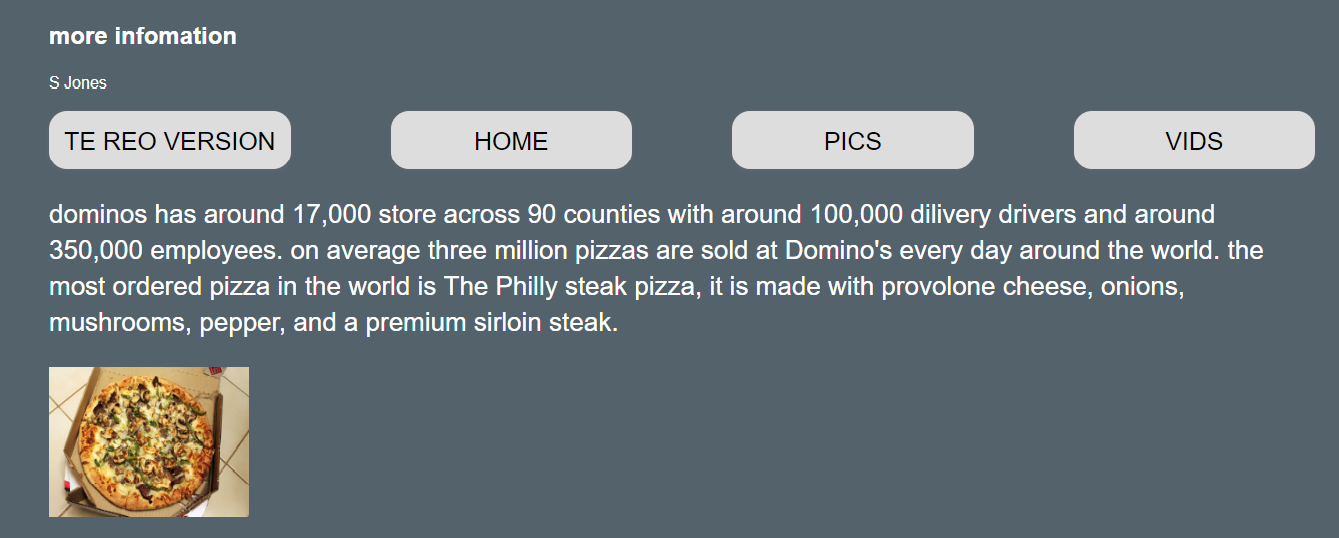 more infomation
S Jones
TE REO VERSION HOME PICS VIDS
dominos has around 17,000 store across 90 counties with around 100,000 dilivery drivers and around
350,000 employees. on average three million pizzas are sold at Domino's every day around the world. the
most ordered pizza in the world is The Philly steak pizza, it is made with provolone cheese, onions,
mushrooms, pepper, and a premium sirloin steak.